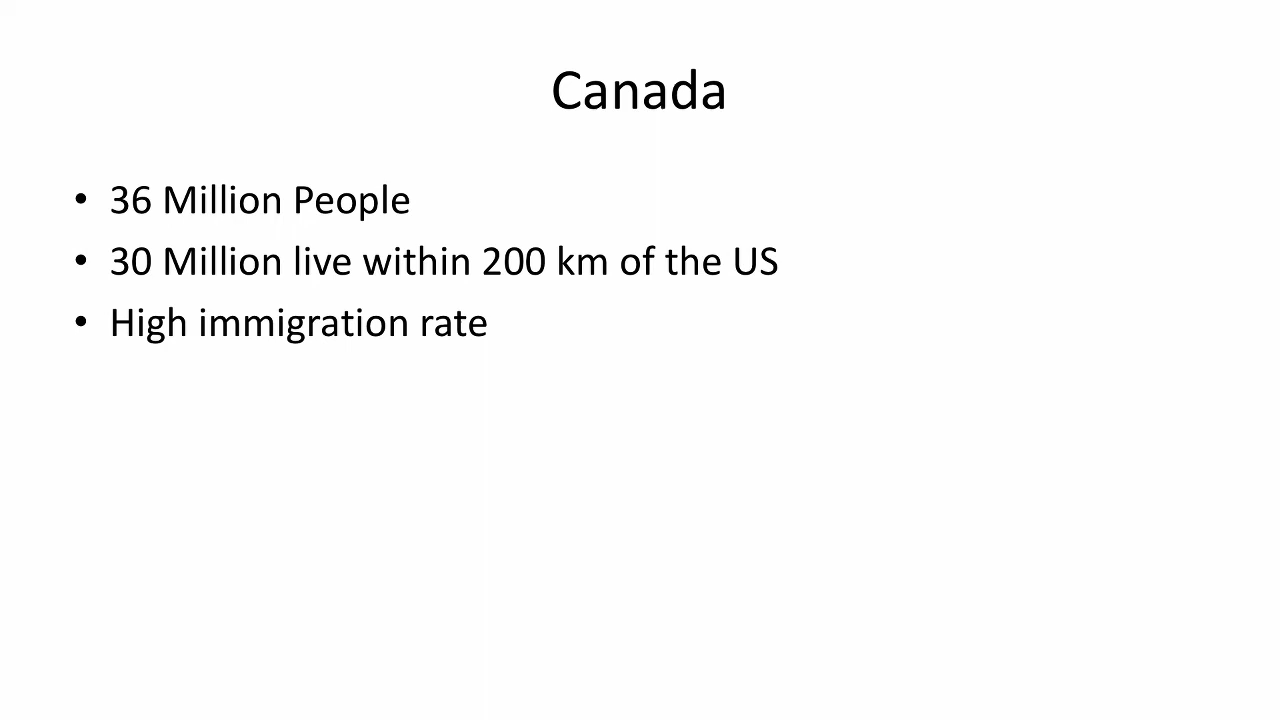 Canada
• 36 Million People
• 30 Million live within 200 km of the US
• High immigration rate